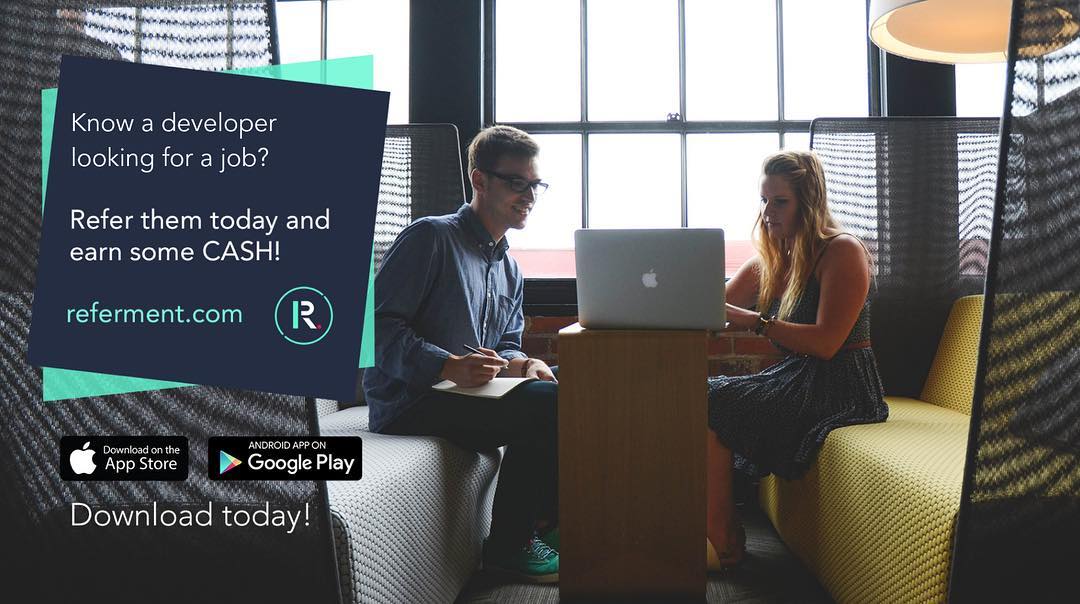 Know a developer
looking for a job?
Refer them today and
earn some CASH!
referment.com
R
Download on the
App Store
ANDROID APP ON
Google Play
Download today!